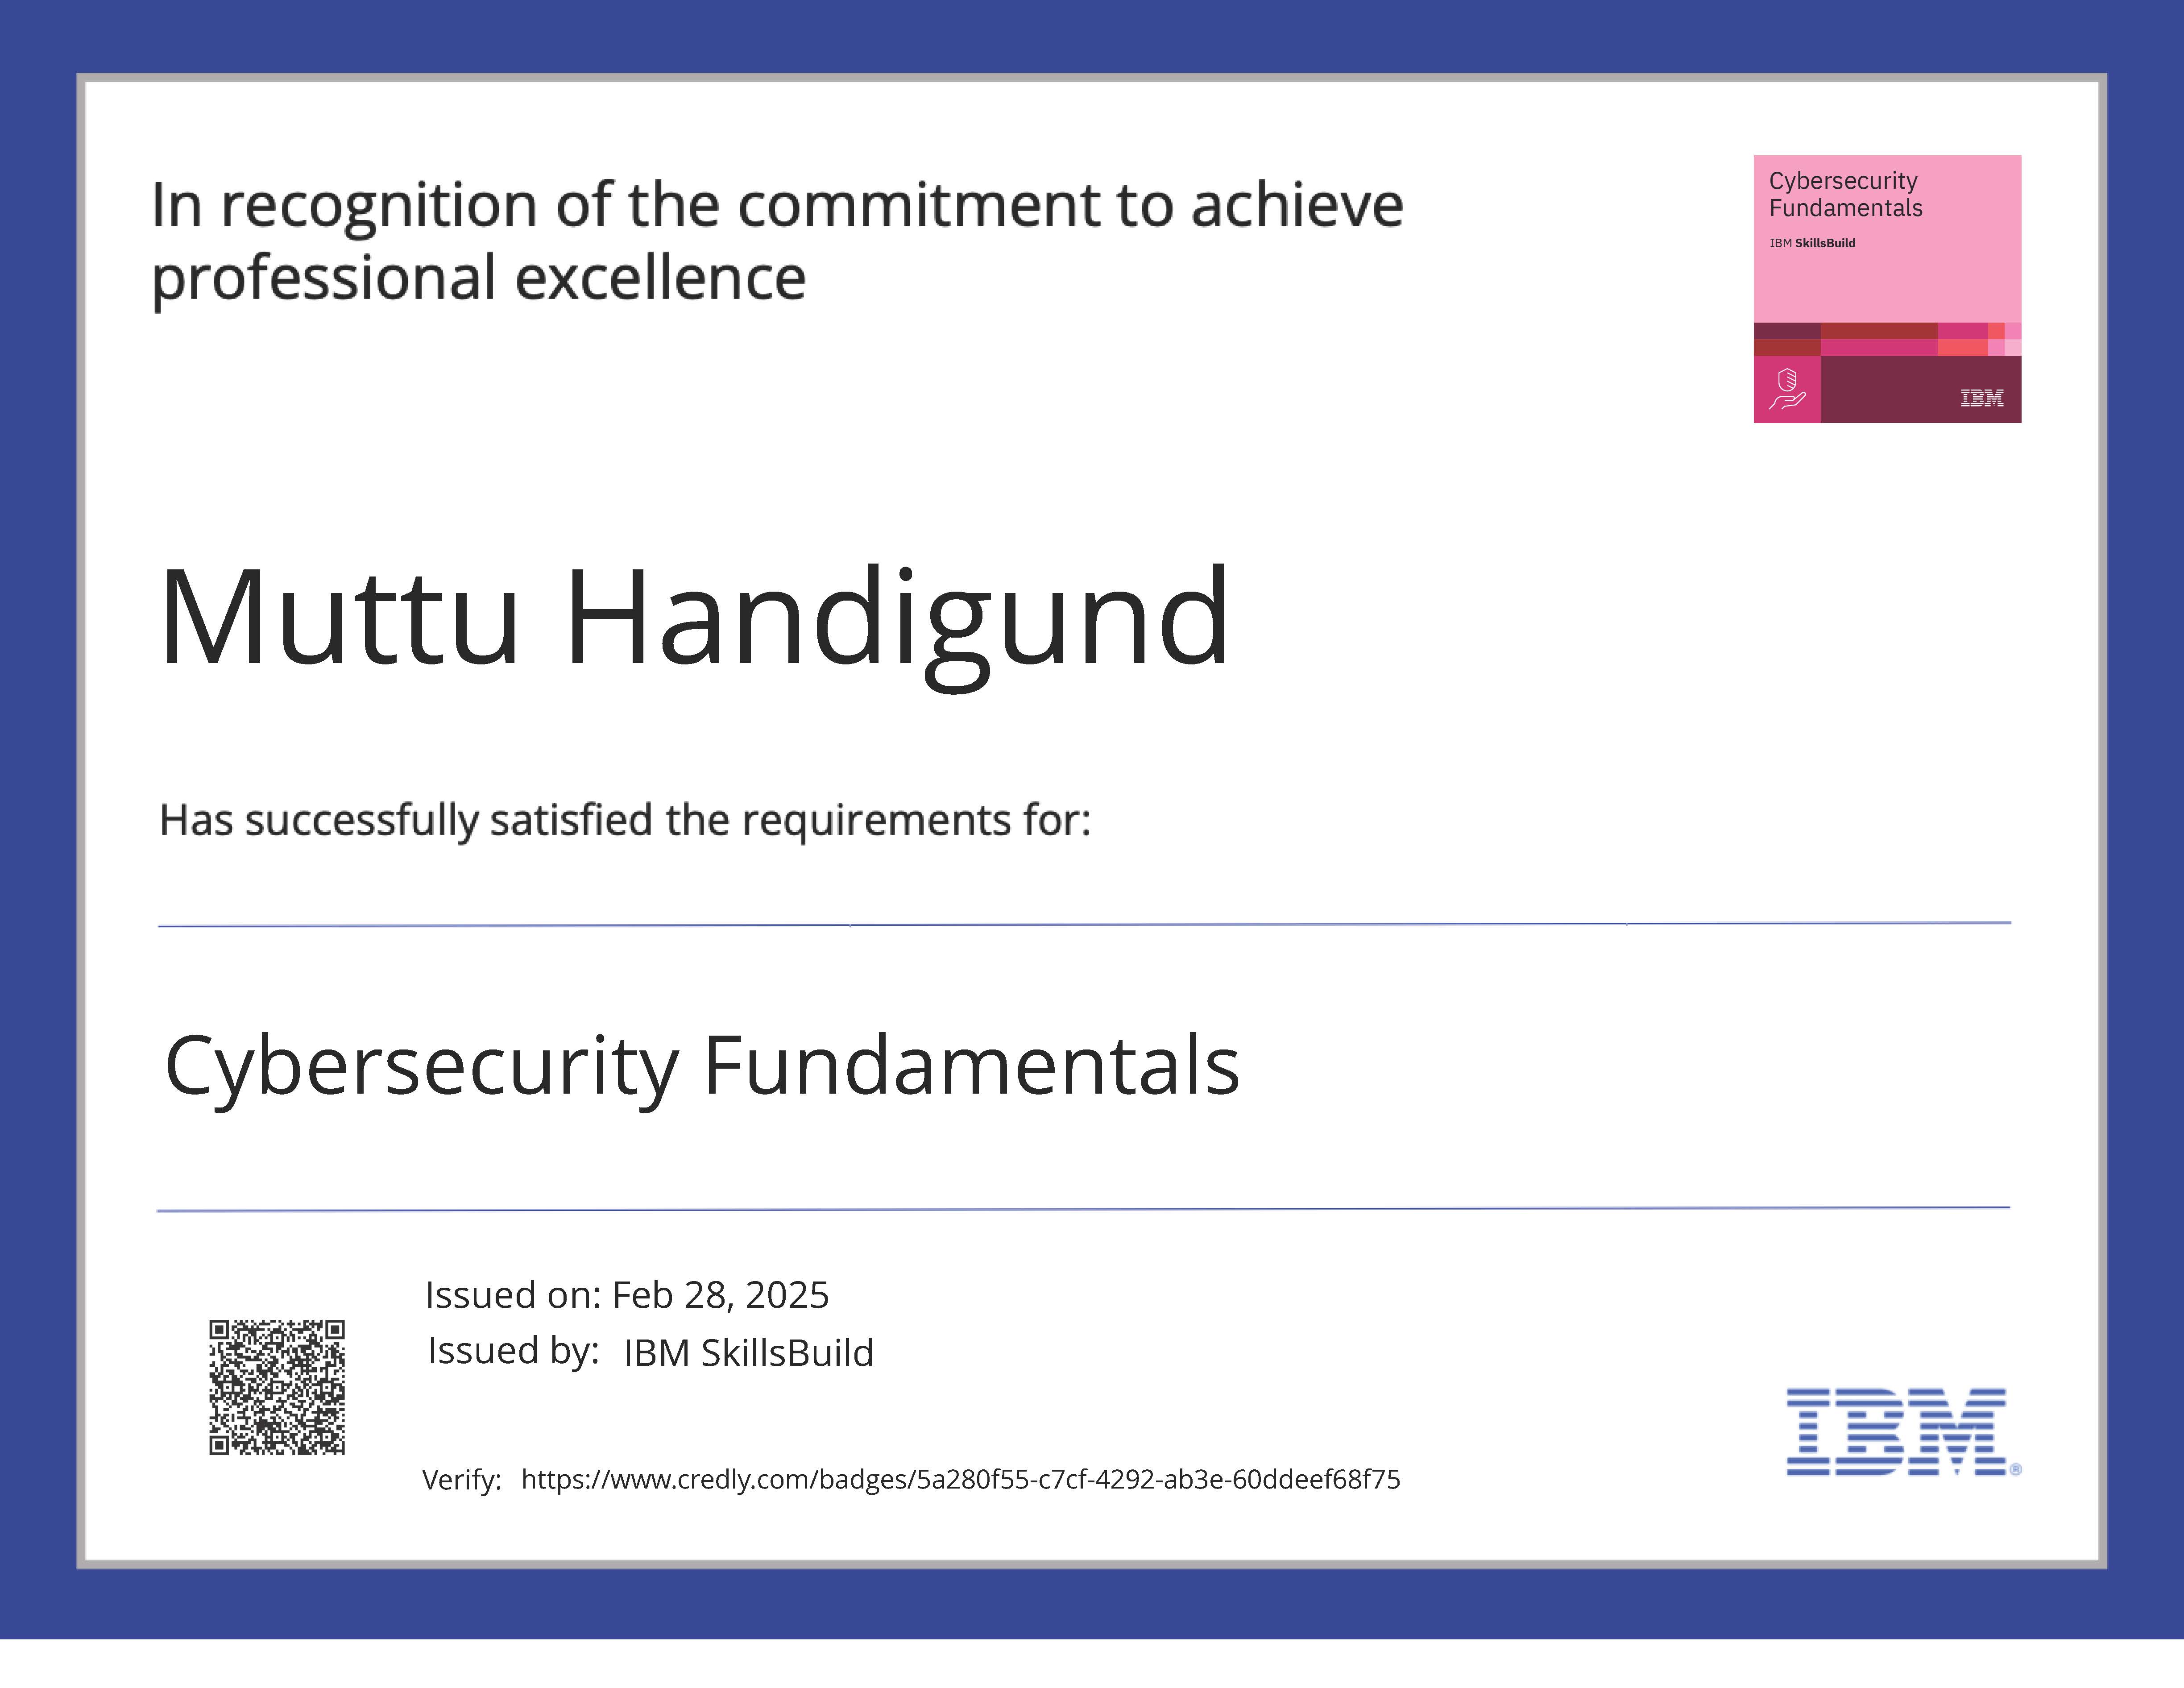 In recognition of the commitment to achieve
professional excellence
Cybersecurity
Fundamentals
IBM SkillsBuild
IBM
Muttu Handigund
Has successfully satisfied the requirements for:
Cybersecurity Fundamentals
Issued on: Feb 28, 2025
Issued by: IBM SkillsBuild
Verify: https://www.credly.com/badges/5a280f55-c7cf-4292-ab3e-60ddeef68f75
IBM®